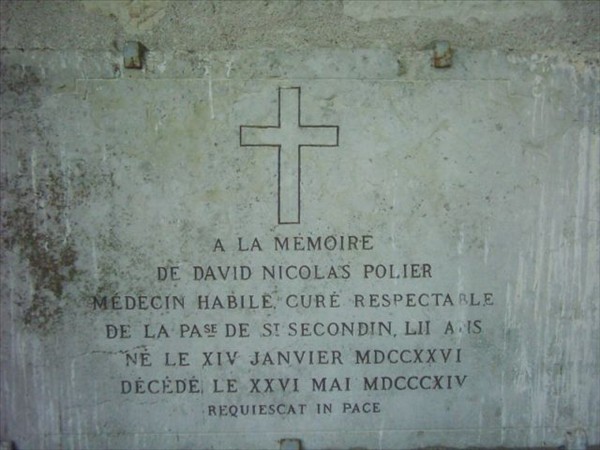 A LA MÉMOIRE
DE DAVID NICOLAS POLIER
MÉDECIN HABILE, CURÉ RESPECTABLE
DE LA PASE DE ST SECONDIN, LII ANS
NÉ LE XIV JANVIER MDCCXXVI
DÉCÉDÉ, LE XXVI MAI MDCCCXIV
REQUIESCAT IN PACE